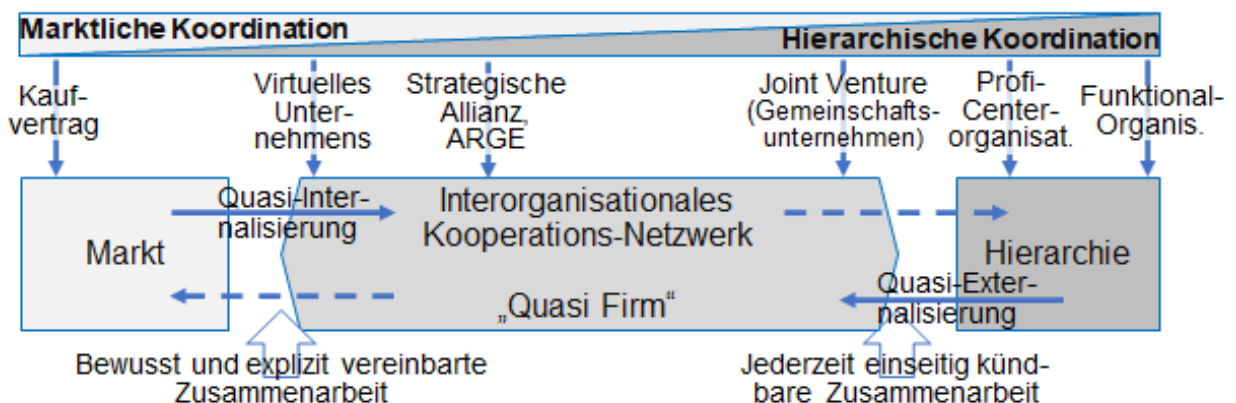 Marktliche Koordination
Hierarchische Koordination
Kauf-
vertrag
Virtuelles
Unter-
nehmens
Strategische
Allianz,
ARGE
Joint Venture
(Gemeinschafts-
unternehmen)
Profi-
Center-
organisat.
Funktional-
Organis.
Markt
Quasi-Inter-
nalisierung
Interorganisationales
Kooperations-Netzwerk
„Quasi Firm“
Hierarchie
Quasi-Exter-
nalisierung
Bewusst und explizit vereinbarte
Zusammenarbeit
Jederzeit einseitig künd-
bare Zusammenarbeit